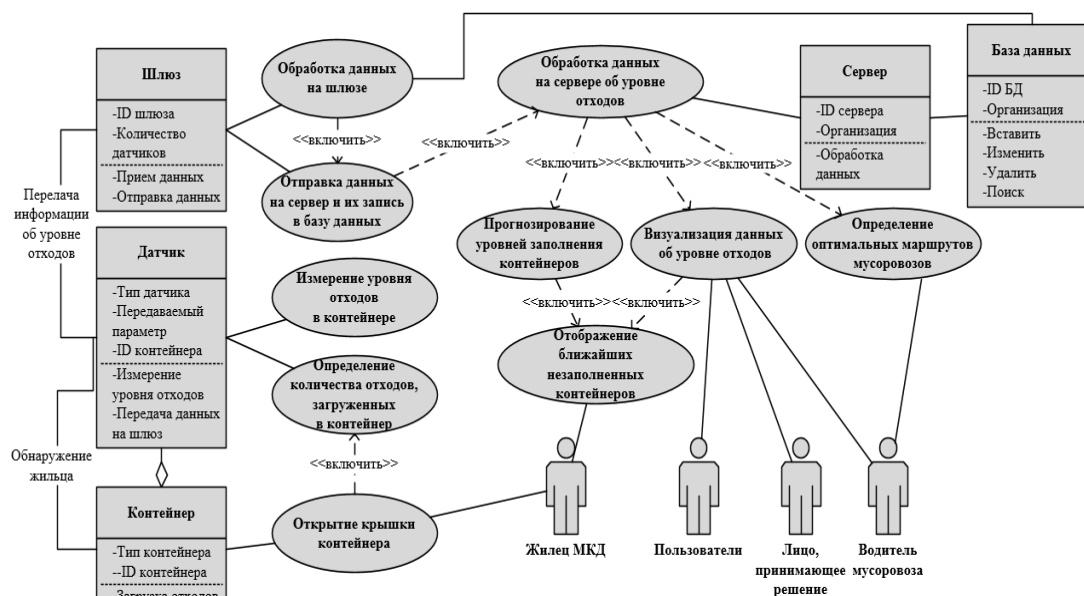 Шлюз
-ID шлюза
-Количество
датчиков
-Прием данных
-Отправка данных
Обработка данных
на шлюзе
<<включить>>
Отправка данных
на сервер и их запись
в базу данных
<<включить>>
Обработка данных
на сервере об уровне
отходов
Сервер
-ID сервера
-Организация
-Обработка
данных
База данных
-ID БД
-Организация
-Вставить
-Изменить
-Удалить
-Поиск
<<включить>>
<<включить>>
<<включить>>
Передача
информации
об уровне
отходов
Датчик
-Тип датчика
-Передаваемый
параметр
-ID контейнера
-Измерение
уровня отходов
-Передача данных
на шлюз
Измерение уровня
отходов
в контейнере
Определение
количества отходов,
загруженных
в контейнер
Прогнозирование
уровней заполнения
контейнеров
Визуализация данных
об уровне отходов
Определение
оптимальных маршрутов
мусоровозов
<<включить>>
<<включить>>
Отображение
ближайших
незаполненных
контейнеров
Обнаружение
жильца
<<включить>>
Контейнер
-Тип контейнера
--ID контейнера
-Загрузка отходов
Открытие крышки
контейнера
Жилец МКД
Пользователи
Лицо,
принимающее
решение
Водитель
мусоровоза